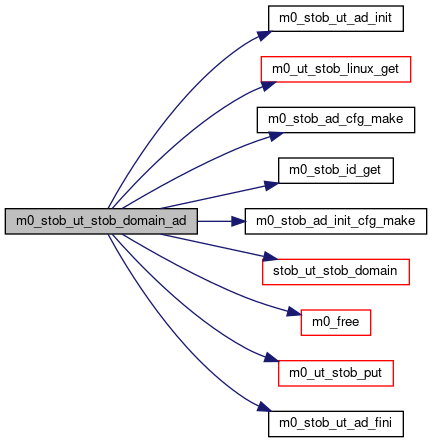 m0_stob_ut_ad_init
m0_ut_stob_linux_get
m0_stob_ad_cfg_make
m0_stob_id_get
m0_stob_ut_stob_domain_ad
m0_stob_ad_init_cfg_make
stob_ut_stob_domain
m0_free
m0_ut_stob_put
m0_stob_ut_ad_fini